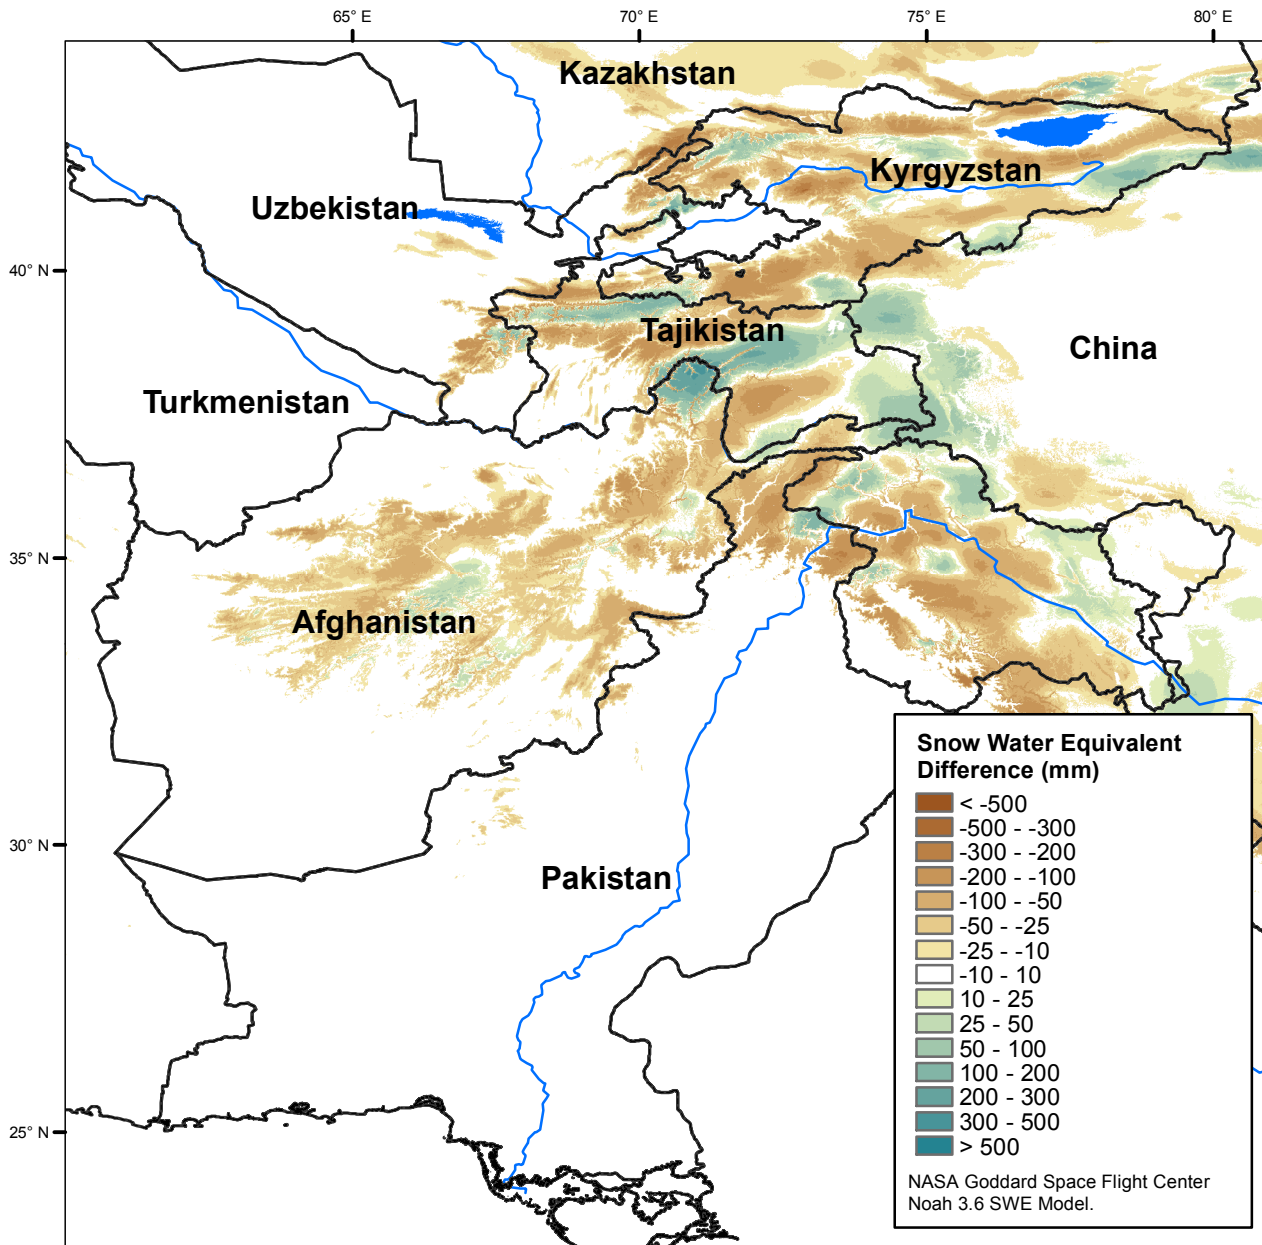 65° E
70° E
75° E
80° E
Kazakhstan
Kyrgyzstan
Uzbekistan
40° N
Tajikistan
China
Turkmenistan
35° N
Afghanistan
30° N
Pakistan
25° N
Snow Water Equivalent
Difference (mm)
< -500
-500 - -300
-300 - -200
-200 - -100
-100 - -50
-50 - -25
-25 - -10
-10 - 10
10 - 25
25 - 50
50 - 100
100 - 200
200 - 300
300 - 500
> 500
NASA Goddard Space Flight Center
Noah 3.6 SWE Model.